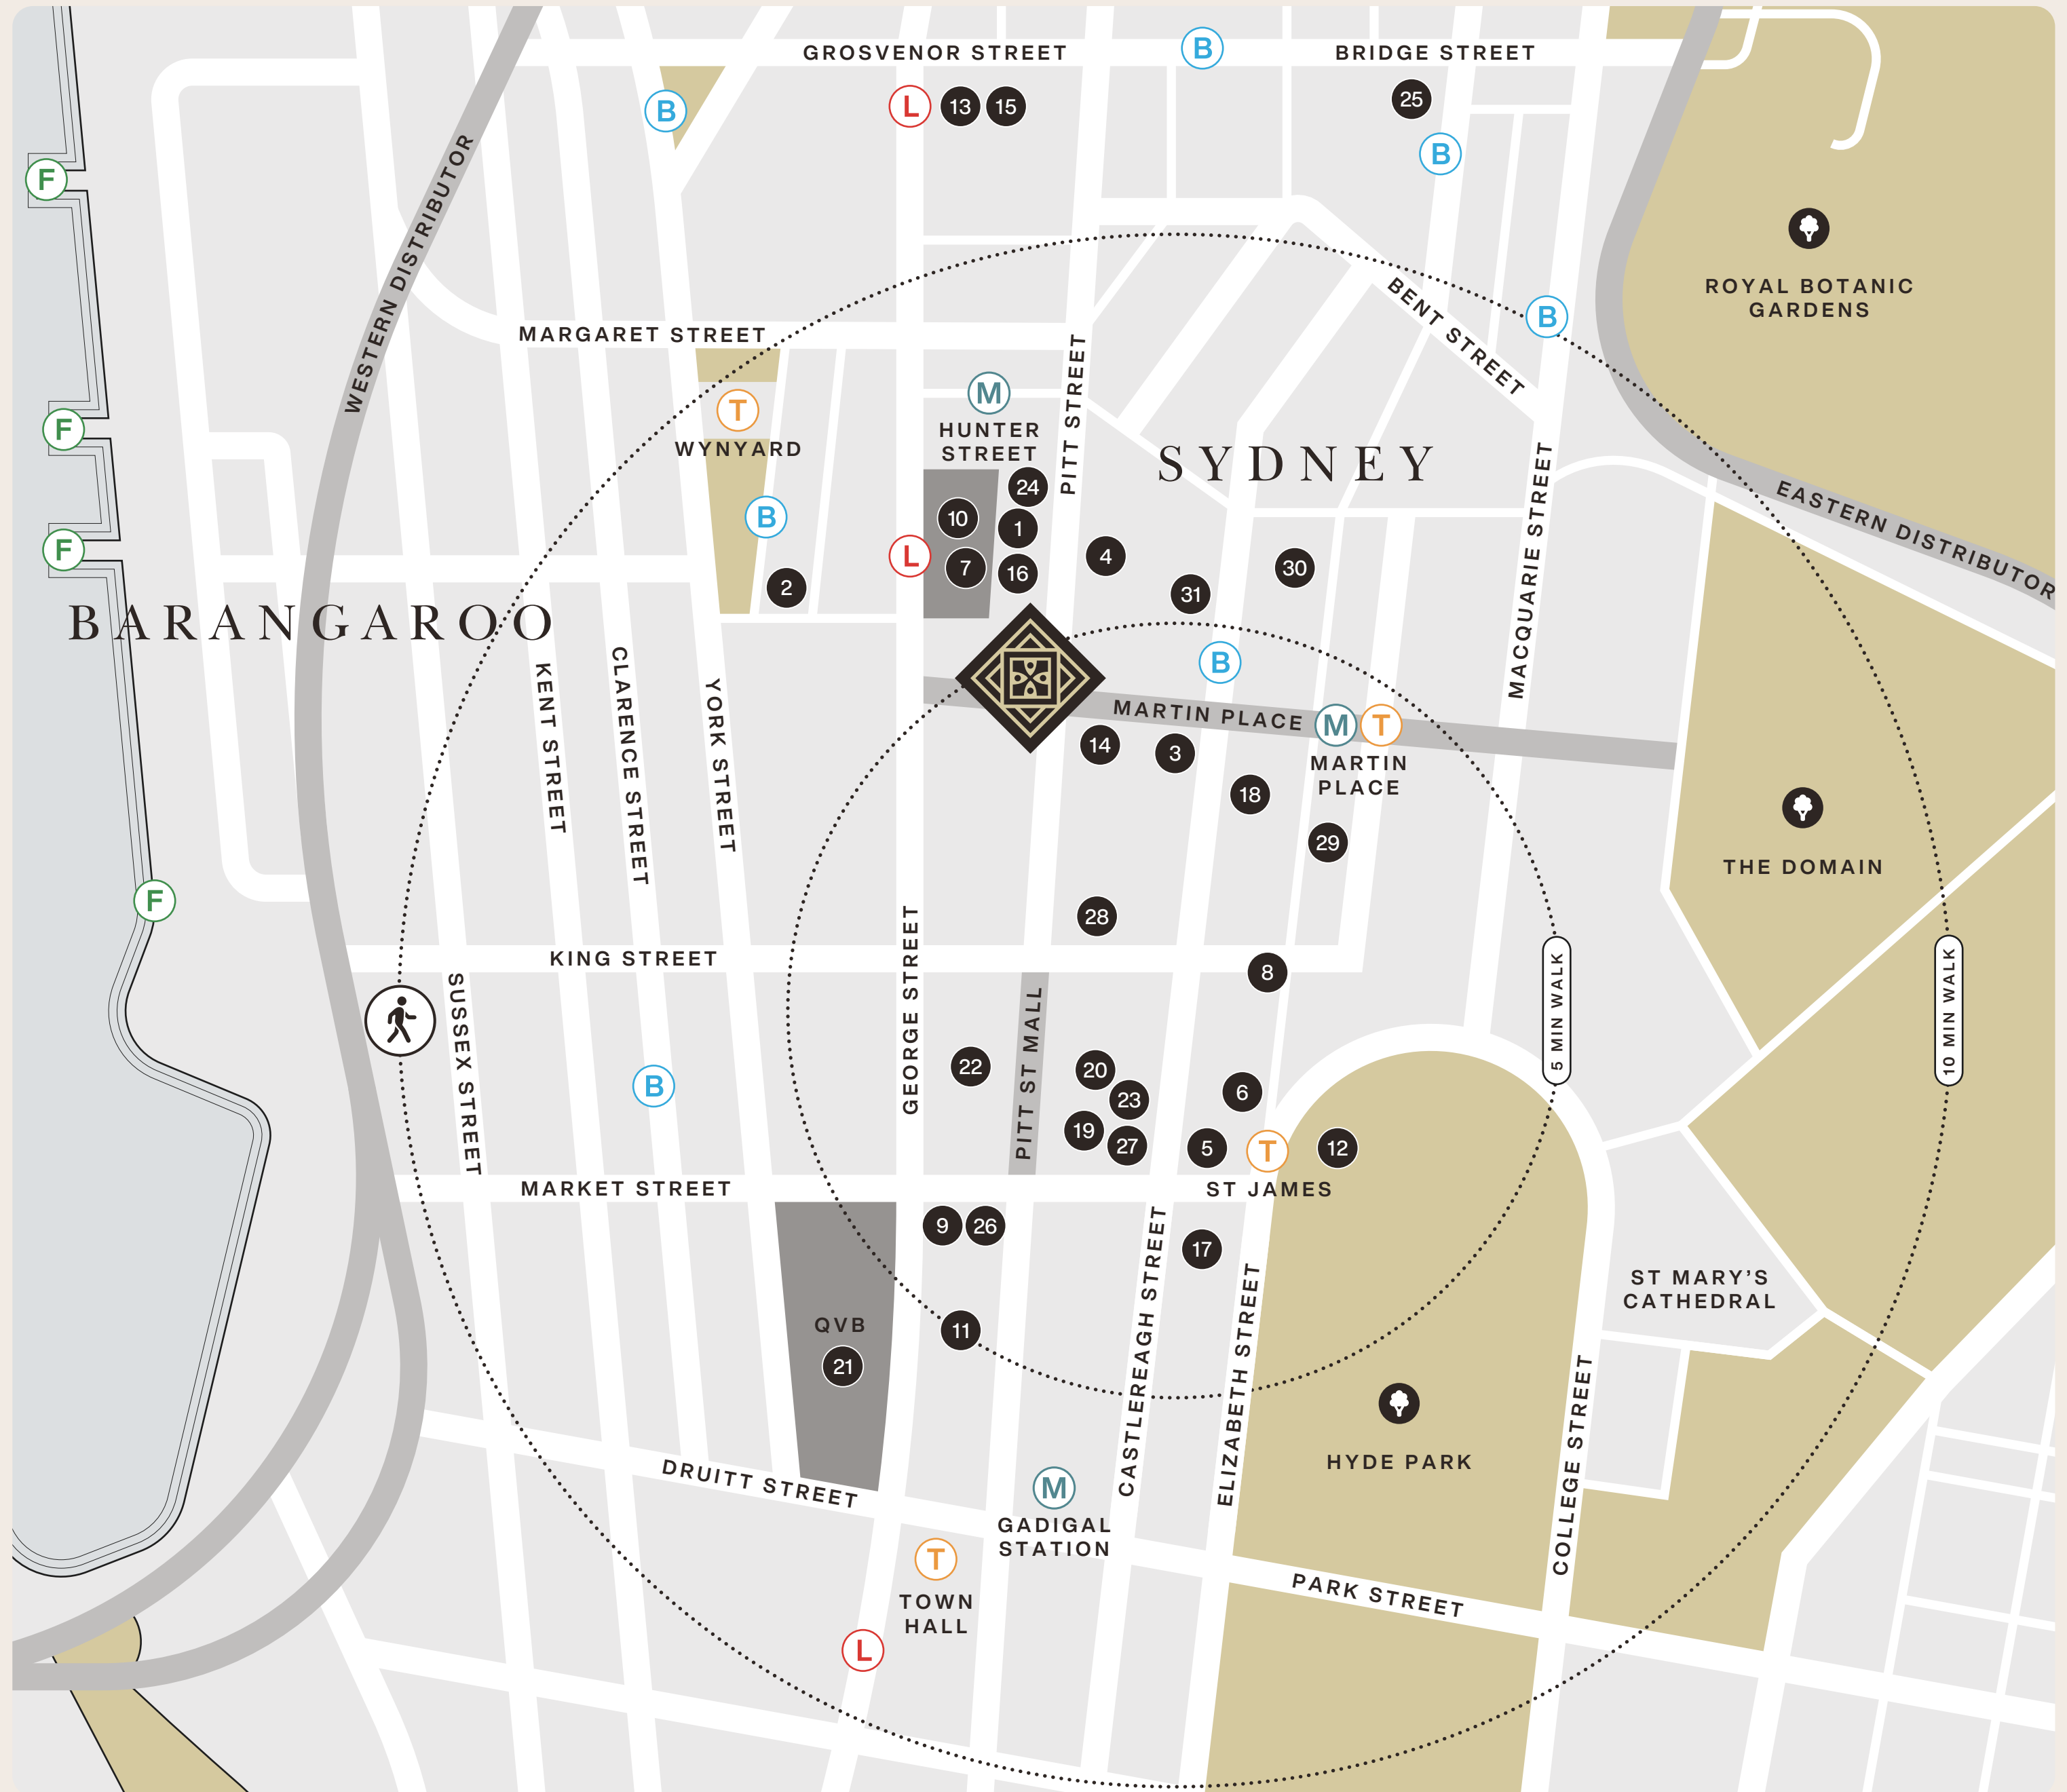 GROSVENOR STREET
B
BRIDGE STREET
B
L
13
15
25
B
F
WESTERN DISTRIBUTOR
ROYAL BOTANIC
GARDENS
BENT STREET
B
MARGARET STREET
PITT STREET
T
WYNYARD
M
HUNTER
STREET
F
SYDNEY
MACQUARIE STREET
EASTERN DISTRIBUTOR
24
10
1
B
F
L
7
16
4
30
2
31
BARANGAROO
B
KENT STREET
CLARENCE STREET
YORK STREET
MARTIN PLACE
M
T
MARTIN
PLACE
14
3
18
29
THE DOMAIN
F
28
KING STREET
8
GEORGE STREET
PITT ST MALL
SUSSEX STREET
5 MIN WALK
10 MIN WALK
B
22
20
23
6
19
27
5
T
12
MARKET STREET
ST JAMES
9
26
17
CASTLEREAGH STREET
ELIZABETH STREET
ST MARY'S
CATHEDRAL
QVB
21
11
HYDE PARK
COLLEGE STREET
DRUITT STREET
M
GADIGAL
STATION
T
TOWN
HALL
PARK STREET
L